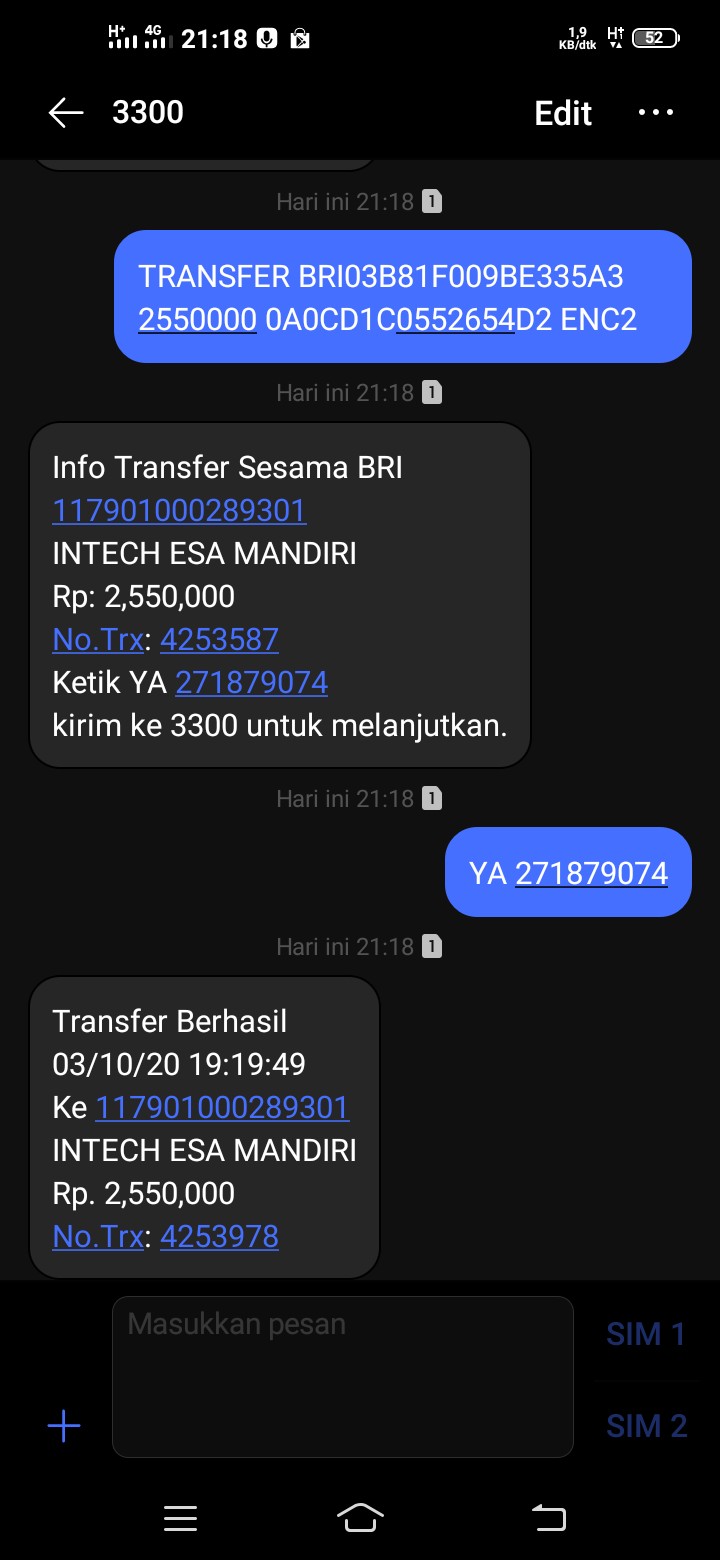 H+ 4G 21:18 1,9 KB/dtk H↑ 52
3300 Edit
Hari ini 21:18 1
TRANSFER BRI03B81F009BE335A3
2550000 0A0CD1C0552654D2 ENC2
Hari ini 21:18 1
Info Transfer Sesama BRI
117901000289301
INTECH ESA MANDIRI
Rp: 2,550,000
No.Trx: 4253587
Ketik YA 271879074
kirim ke 3300 untuk melanjutkan.
Hari ini 21:18 1
YA 271879074
Hari ini 21:18 1
Transfer Berhasil
03/10/20 19:19:49
Ke 117901000289301
INTECH ESA MANDIRI
Rp. 2,550,000
No.Trx: 4253978
Masukkan pesan
SIM 1
SIM 2